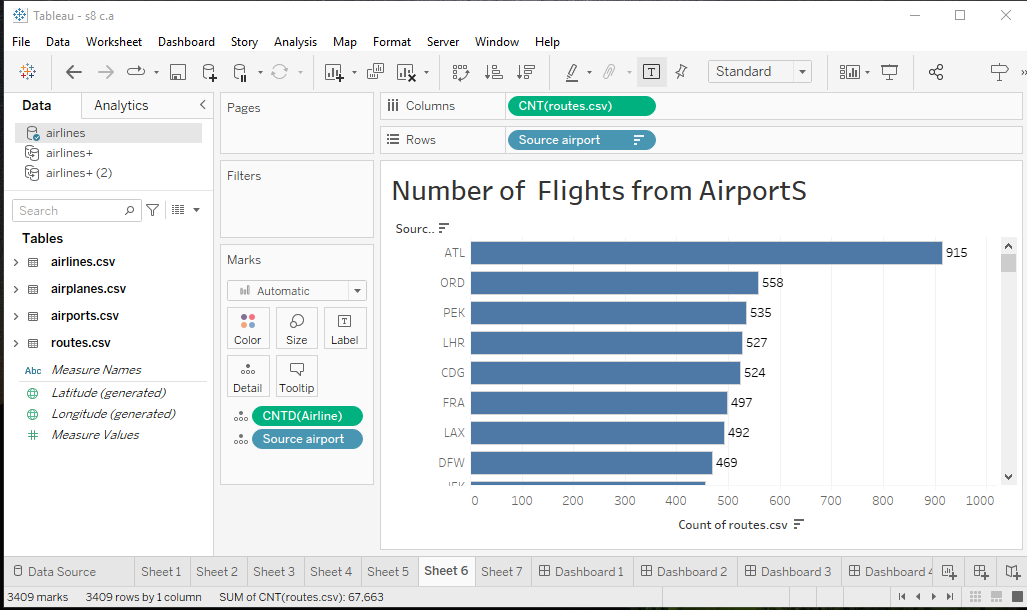 Tableau - s8 c.a
File Data Worksheet Dashboard Story Analysis Map Format Server Window Help
Standard
Data Analytics
airlines
airlines+
airlines+ (2)
Search
Tables
airlines.csv
airplanes.csv
airports.csv
routes.csv
Abc Measure Names
Latitude (generated)
Longitude (generated)
Measure Values
Pages
Filters
Marks
Automatic
Color Size Label
Detail Tooltip
CNTD(Airline)
Source airport
Columns CNT(routes.csv)
Rows Source airport
Number of  Flights from AirportS
Sourc..
ATL 915
ORD 558
PEK 535
LHR 527
CDG 524
FRA 497
LAX 492
DFW 469
0 100 200 300 400 500 600 700 800 900 1000
Count of routes.csv
Data Source Sheet 1 Sheet 2 Sheet 3 Sheet 4 Sheet 5 Sheet 6 Sheet 7 Dashboard 1 Dashboard 2 Dashboard 3 Dashboard 4
3409 marks 3409 rows by 1 column SUM of CNT(routes.csv): 67,663